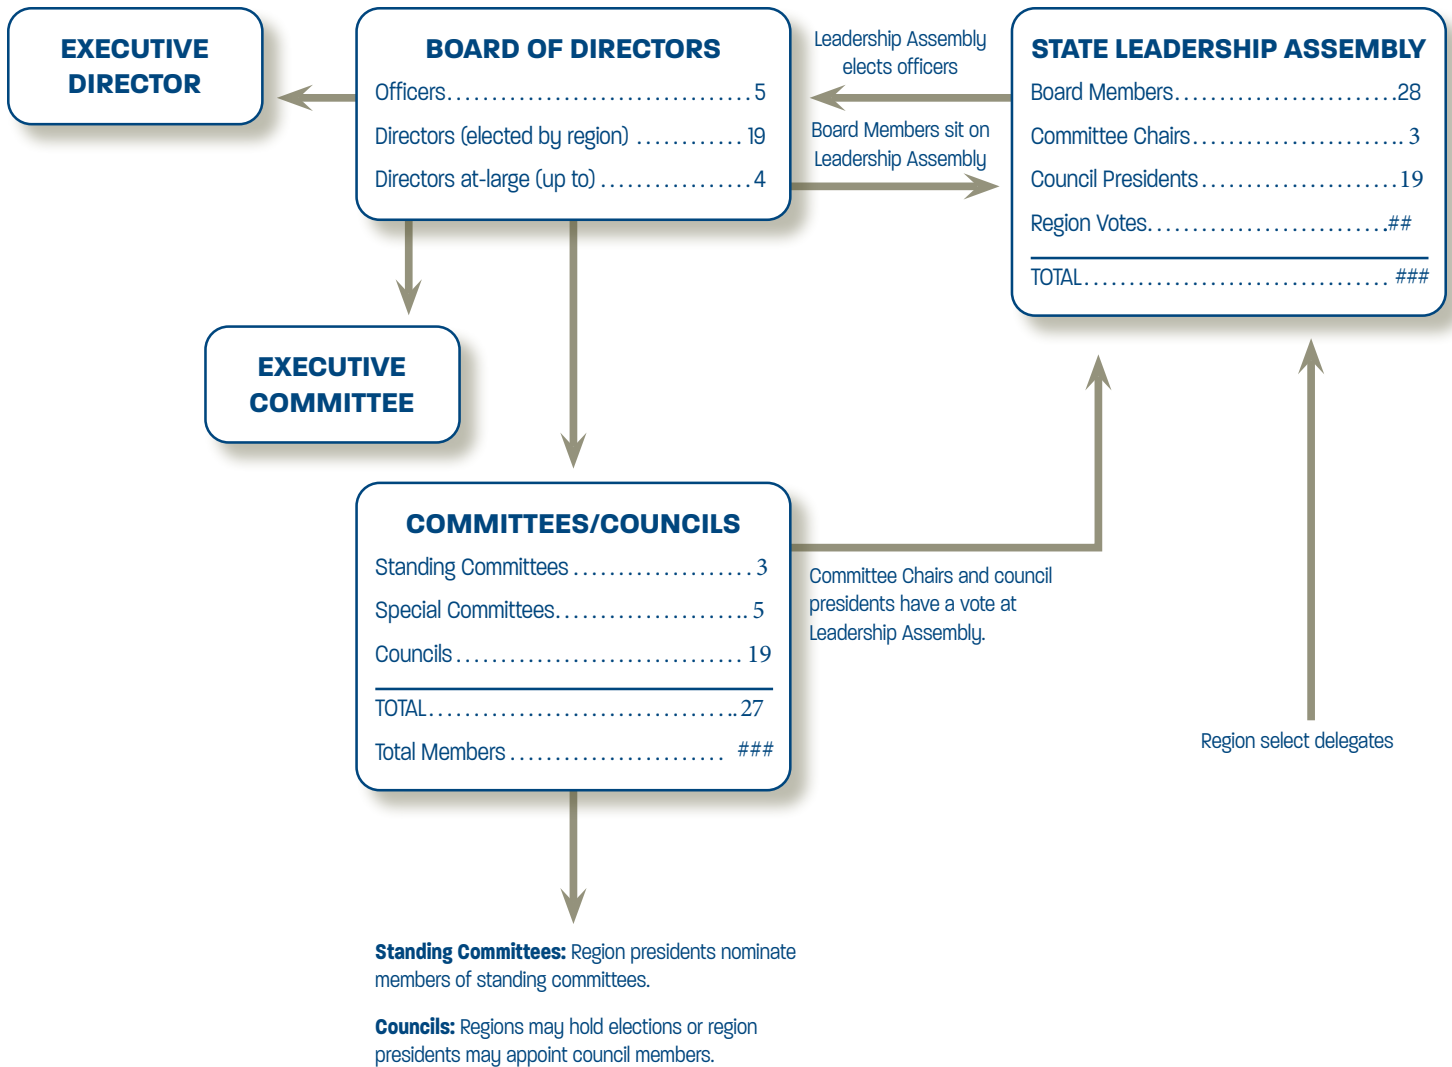 EXECUTIVE
DIRECTOR
BOARD OF DIRECTORS
Officers..................................5
Directors (elected by region) ............ 19
Directors at-large (up to) .................4
Leadership Assembly
elects officers
Board Members sit on
Leadership Assembly
STATE LEADERSHIP ASSEMBLY
Board Members.........................28
Committee Chairs........................ 3
Council Presidents......................19
Region Votes...........................##
TOTAL.................................. ###
EXECUTIVE
COMMITTEE
COMMITTEES/COUNCILS
Standing Committees .................... 3
Special Committees...................... 5
Councils ................................ 19
TOTAL...................................27
Total Members ........................ ###
Committee Chairs and council
presidents have a vote at
Leadership Assembly.
Region select delegates
Standing Committees: Region presidents nominate
members of standing committees.
Councils: Regions may hold elections or region
presidents may appoint council members.